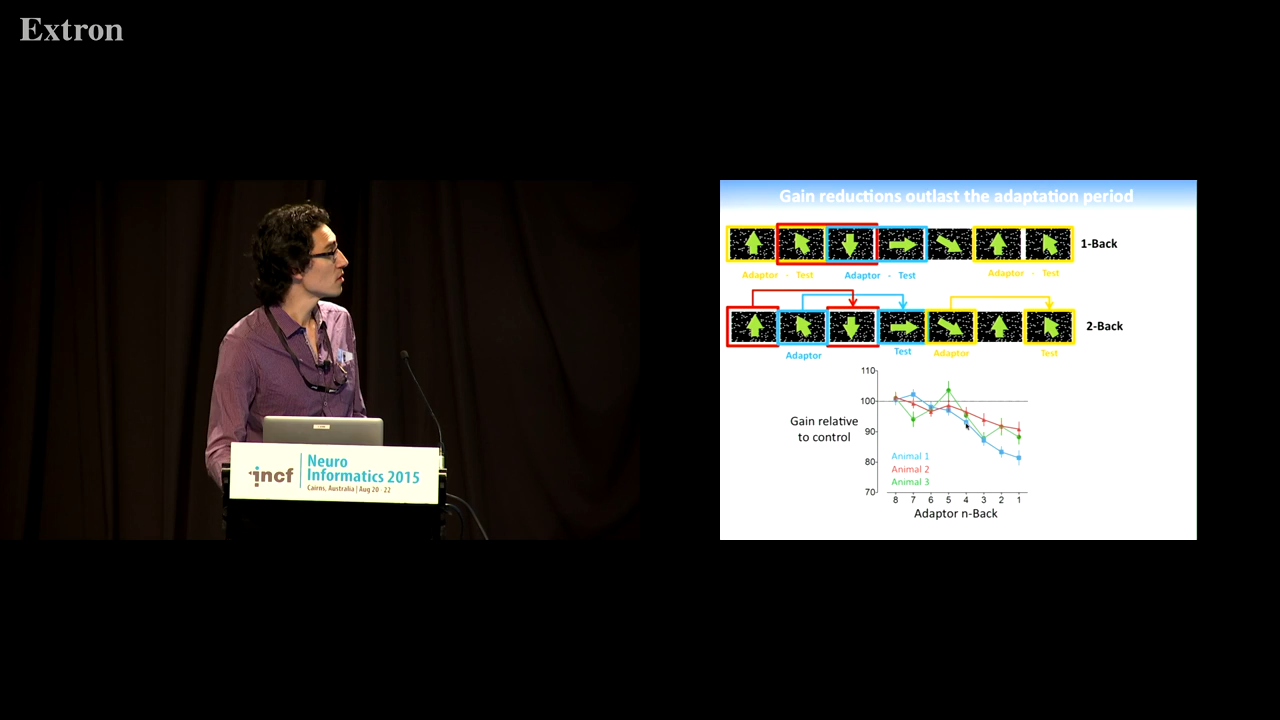 Extron
Gain reductions outlast the adaptation period
1-Back
Adaptor - Test
Adaptor - Test
Adaptor - Test
2-Back
Adaptor
Test
Adaptor
Test
110
100
90
80
70
Gain relative
to control
Animal 1
Animal 2
Animal 3
8 7 6 5 4 3 2 1
Adaptor n-Back
incf
Neuro
Informatics 2015
Cairns, Australia | Aug 20 - 22